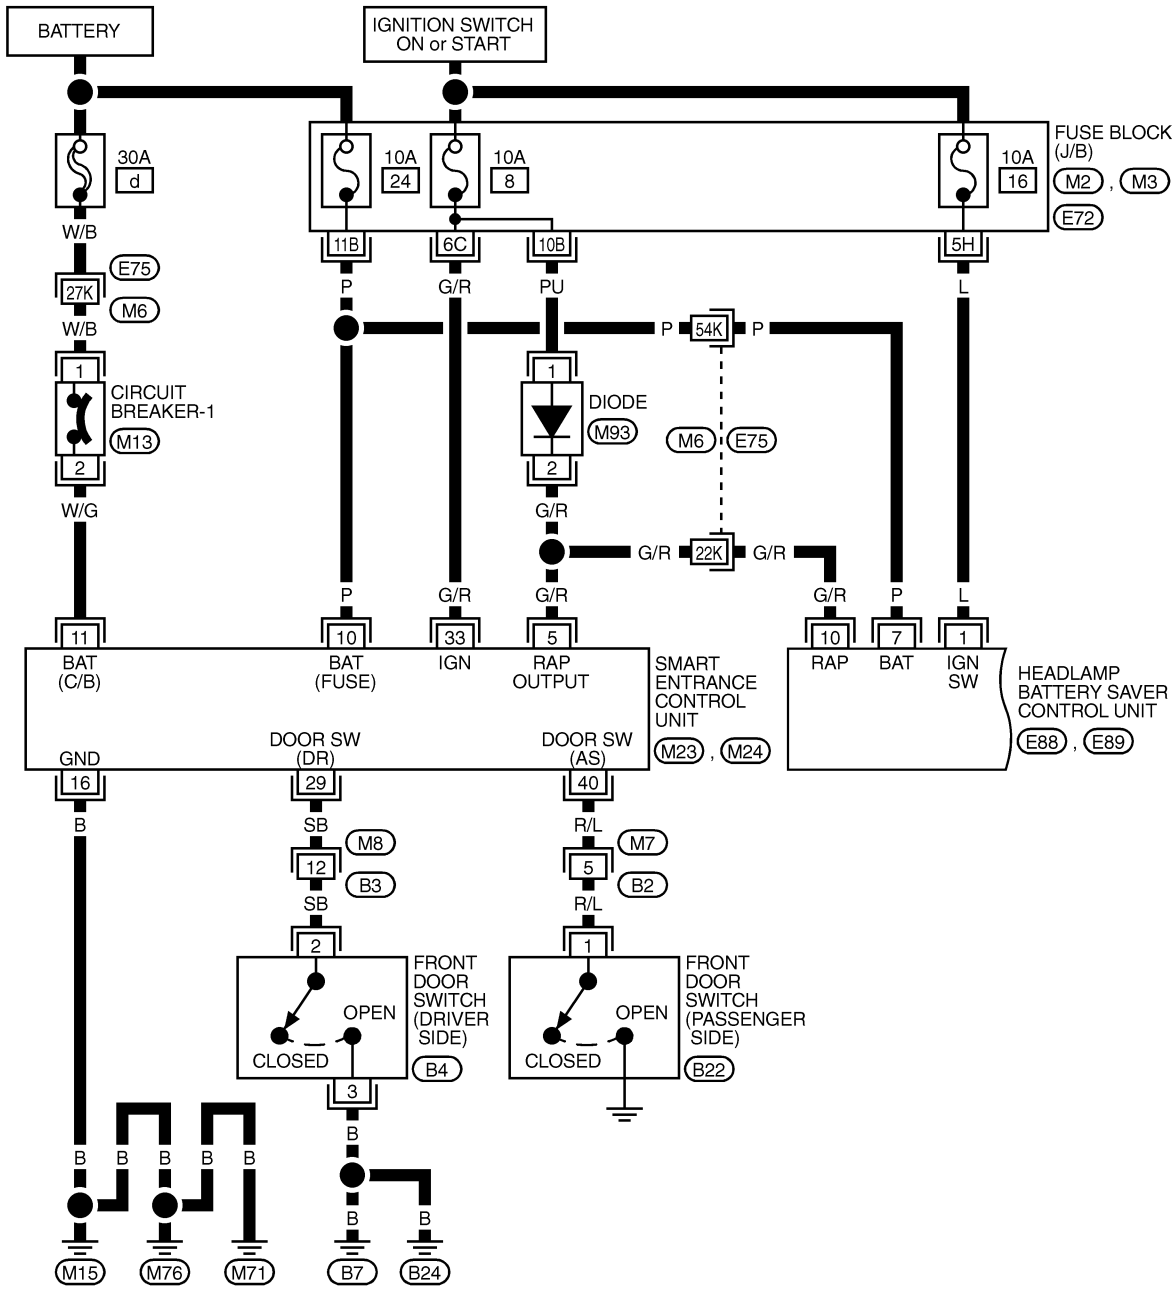 BATTERY
IGNITION SWITCH
ON or START
30A
d
10A
24
10A
8
10A
16
FUSE BLOCK
(J/B)
M2 , M3
E72
W/B
11B
6C
10B
5H
E75
27K
M6
P
G/R
PU
L
W/B
P
54K
P
1
CIRCUIT
BREAKER-1
M13
1
DIODE
M93
M6
E75
2
2
W/G
G/R
G/R
22K
G/R
P
G/R
G/R
G/R
P
L
11
10
33
5
10
7
1
BAT
(C/B)
BAT
(FUSE)
IGN
RAP
OUTPUT
SMART
ENTRANCE
CONTROL
UNIT
M23 , M24
RAP
BAT
IGN
SW
HEADLAMP
BATTERY SAVER
CONTROL UNIT
E88 , E89
GND
DOOR SW
(DR)
DOOR SW
(AS)
16
29
40
B
SB
R/L
M8
12
B3
M7
5
B2
SB
R/L
2
1
FRONT
DOOR
SWITCH
(DRIVER
SIDE)
B4
OPEN
CLOSED
FRONT
DOOR
SWITCH
(PASSENGER
SIDE)
B22
OPEN
CLOSED
3
B
B
B
B
B
B
B
B
M15
M76
M71
B7
B24